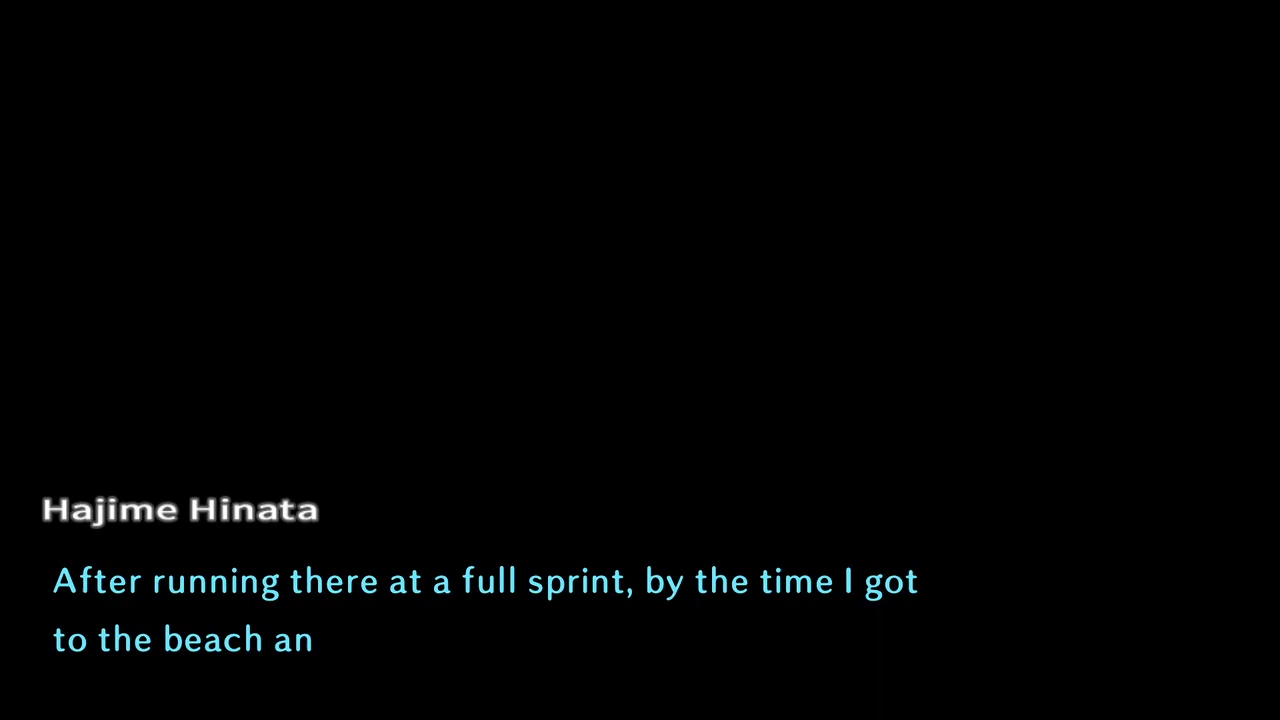 Hajime Hinata
After running there at a full sprint, by the time I got
to the beach an